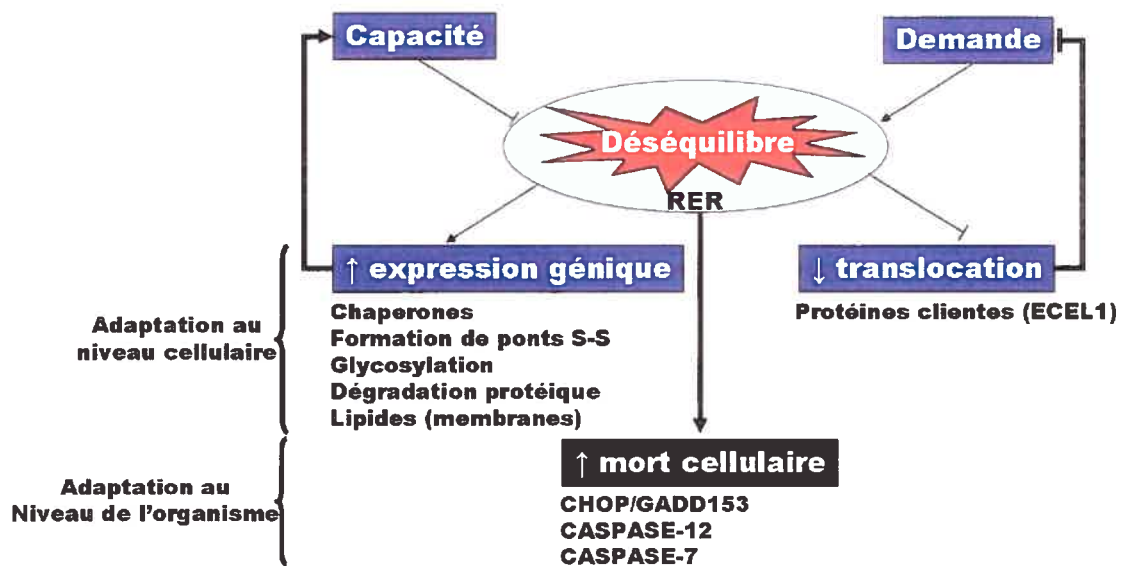 Capacité
Demande
Déséquilibre
RER
↑ expression génique
↓ translocation
Chaperones
Formation de ponts S-S
Glycosylation
Dégradation protéique
Lipides (membranes)
Protéines clientes (ECEL1)
Adaptation au
niveau cellulaire
↑ mort cellulaire
CHOP/GADD153
CASPASE-12
CASPASE-7
Adaptation au
Niveau de l'organisme